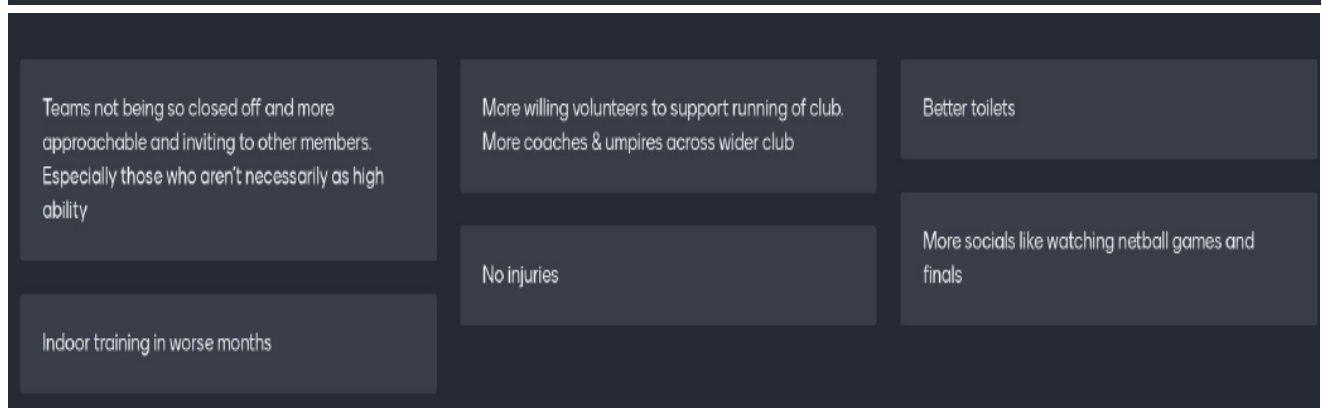 Teams not being so closed off and more
approachable and inviting to other members.
Especially those who aren't necessarily as high
ability
Indoor training in worse months
More willing volunteers to support running of club.
More coaches & umpires across wider club
No injuries
Better toilets
More socials like watching netball games and
finals